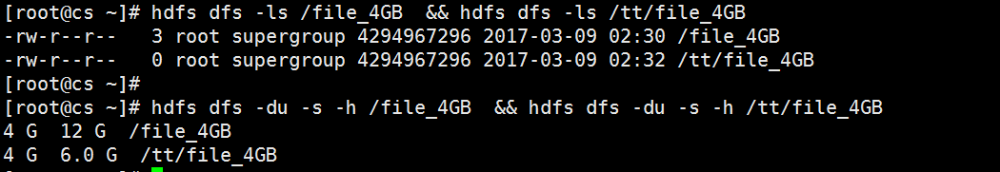 [root@cs ~]# hdfs dfs -ls /file_4GB  && hdfs dfs -ls /tt/file_4GB
-rw-r--r--   3 root supergroup 4294967296 2017-03-09 02:30 /file_4GB
-rw-r--r--   0 root supergroup 4294967296 2017-03-09 02:32 /tt/file_4GB
[root@cs ~]#
[root@cs ~]# hdfs dfs -du -s -h /file_4GB  && hdfs dfs -du -s -h /tt/file_4GB
4 G  12 G  /file_4GB
4 G  6.0 G  /tt/file_4GB